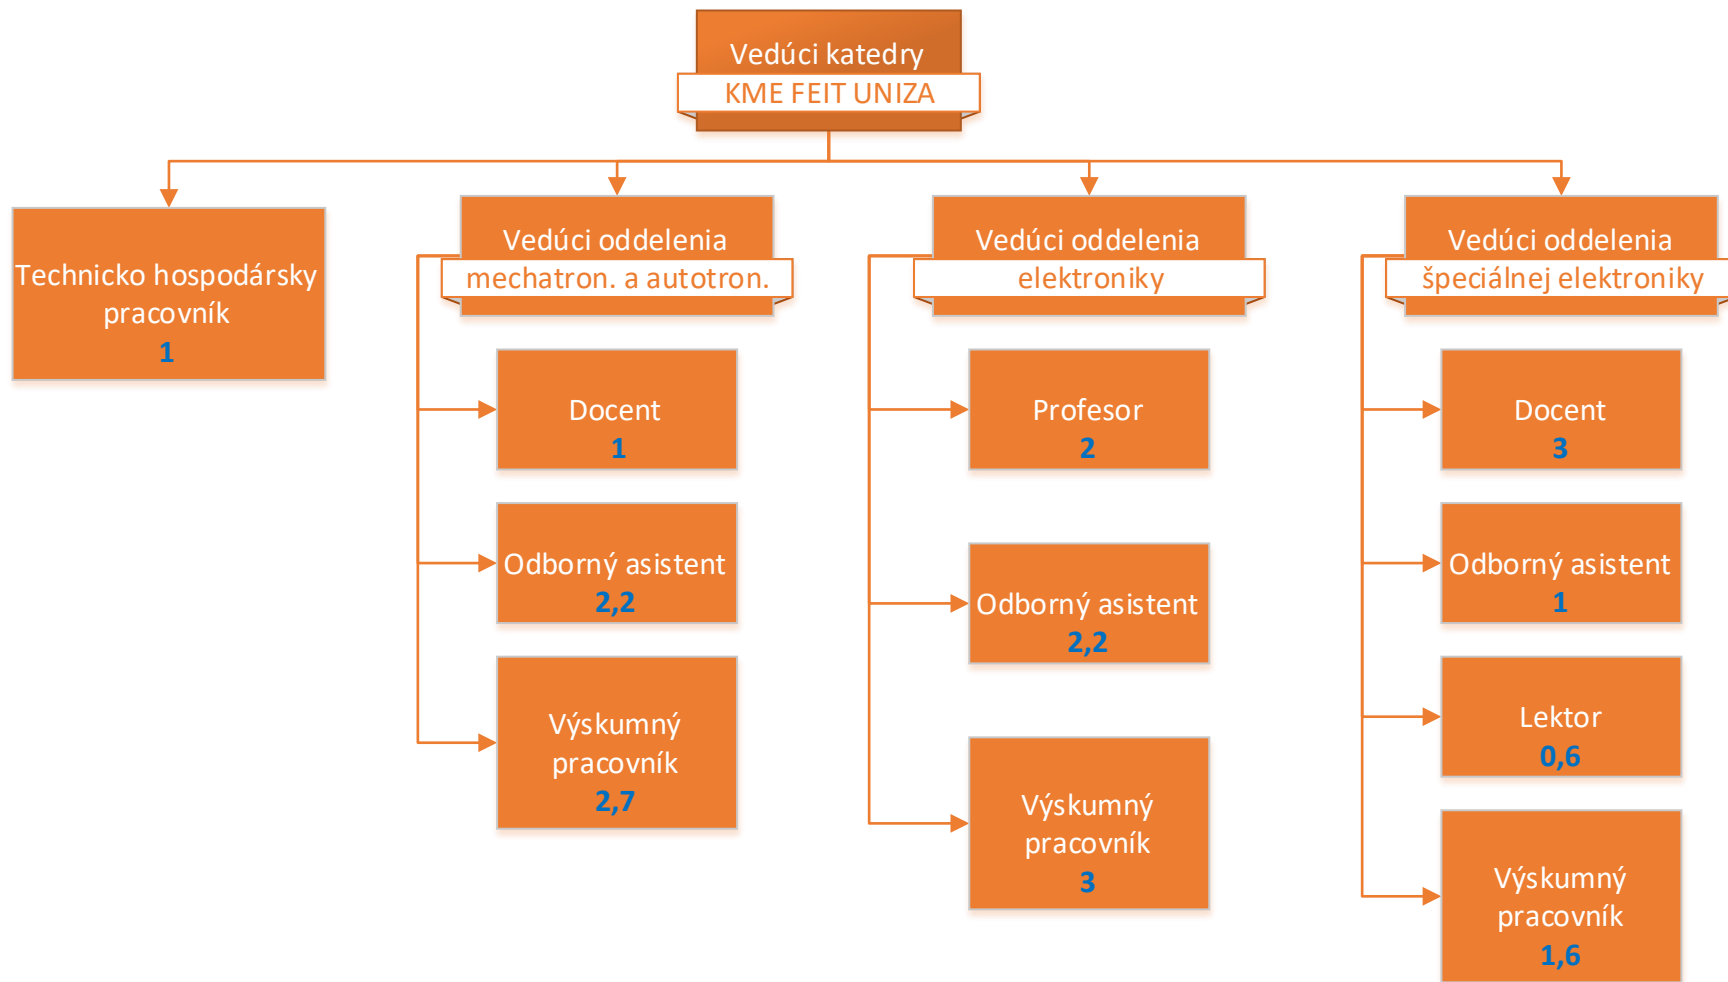 Vedúci katedry
KME FEIT UNIZA
Technicko hospodársky
pracovník
1
Vedúci oddelenia
mechatron. a autotron.
Docent
1
Odborný asistent
2,2
Výskumný
pracovník
2,7
Vedúci oddelenia
elektroniky
Profesor
2
Odborný asistent
2,2
Výskumný
pracovník
3
Vedúci oddelenia
špeciálnej elektroniky
Docent
3
Odborný asistent
1
Lektor
0,6
Výskumný
pracovník
1,6